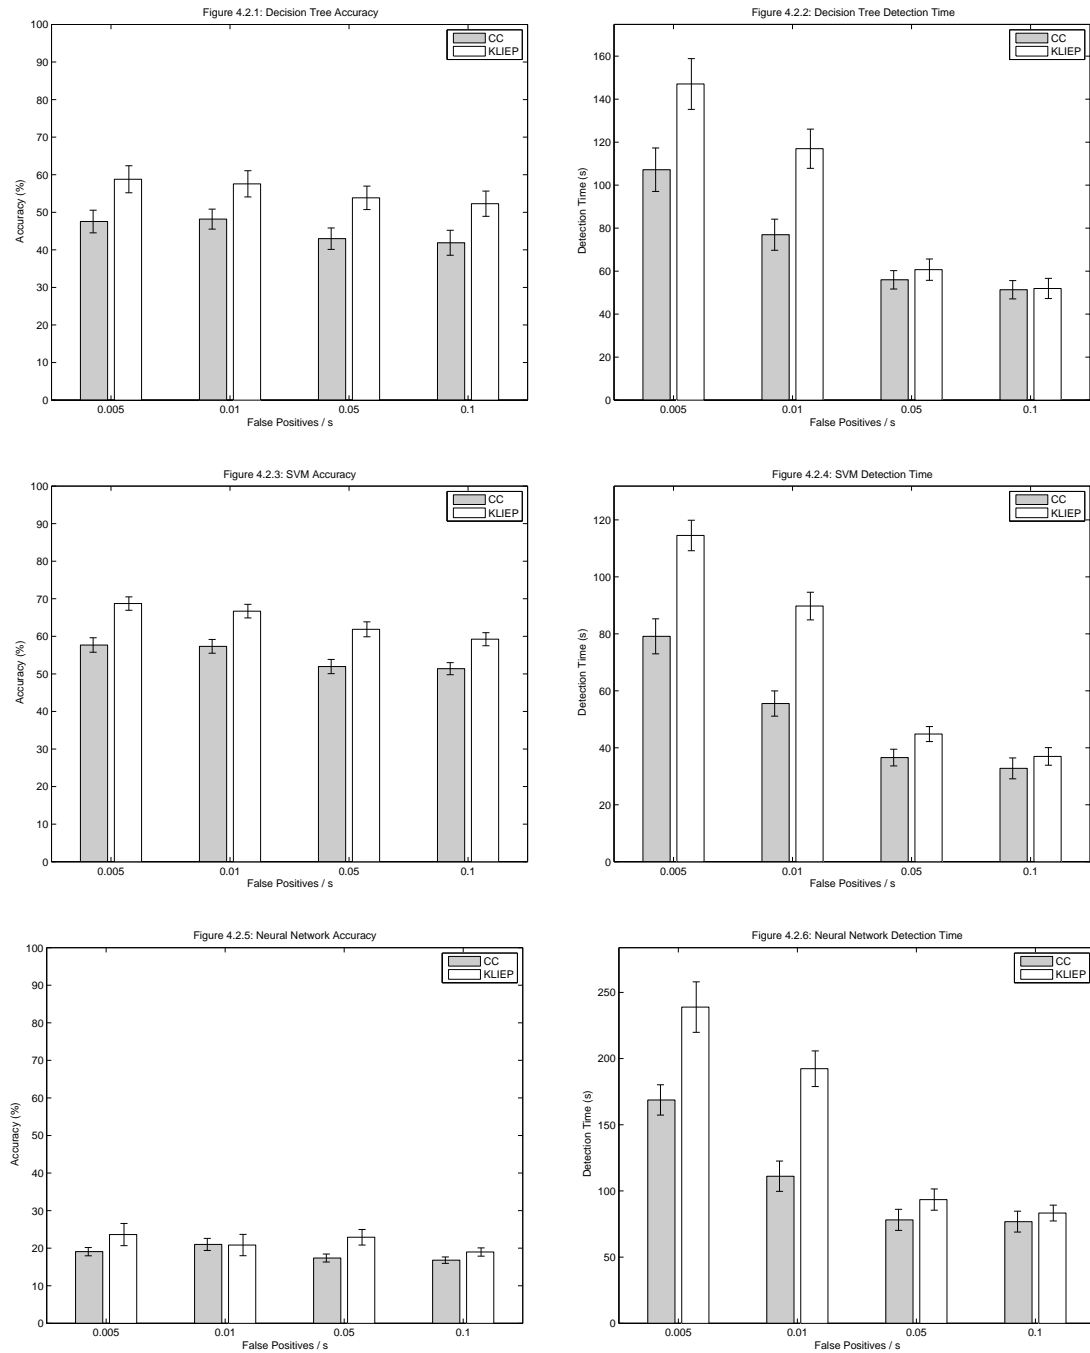 Figure 4.2.1: Decision Tree Accuracy
100
90
80
70
60
50
40
30
20
10
0
Accuracy (%)
CC
KLIEP
0.005 0.01 0.05 0.1
False Positives / s
Figure 4.2.2: Decision Tree Detection Time
160
140
120
100
80
60
40
20
0
Detection Time (s)
CC
KLIEP
0.005 0.01 0.05 0.1
False Positives / s
Figure 4.2.3: SVM Accuracy
100
90
80
70
60
50
40
30
20
10
0
Accuracy (%)
CC
KLIEP
0.005 0.01 0.05 0.1
False Positives / s
Figure 4.2.4: SVM Detection Time
120
100
80
60
40
20
0
Detection Time (s)
CC
KLIEP
0.005 0.01 0.05 0.1
False Positives / s
Figure 4.2.5: Neural Network Accuracy
100
90
80
70
60
50
40
30
20
10
0
Accuracy (%)
CC
KLIEP
0.005 0.01 0.05 0.1
False Positives / s
Figure 4.2.6: Neural Network Detection Time
250
200
150
100
50
0
Detection Time (s)
CC
KLIEP
0.005 0.01 0.05 0.1
False Positives / s